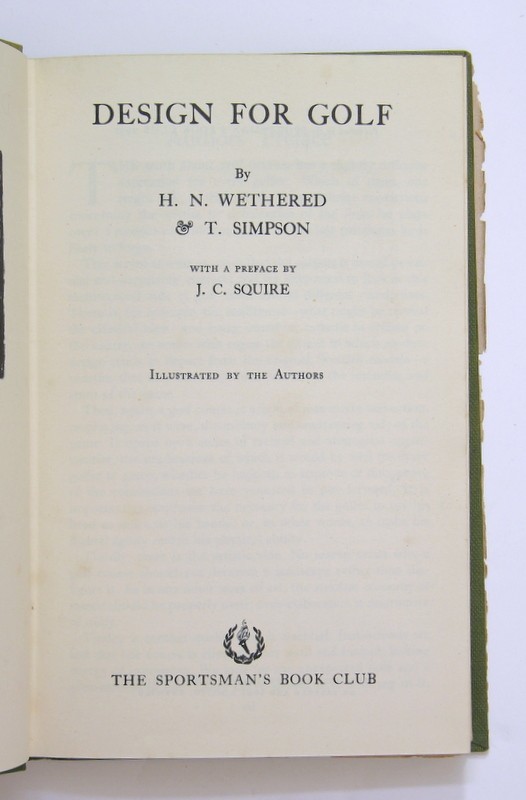 DESIGN FOR GOLF
By
H. N. WETHERED
& T. SIMPSON
WITH A PREFACE BY
J. C. SQUIRE
ILLUSTRATED BY THE AUTHORS
THE SPORTSMAN'S BOOK CLUB